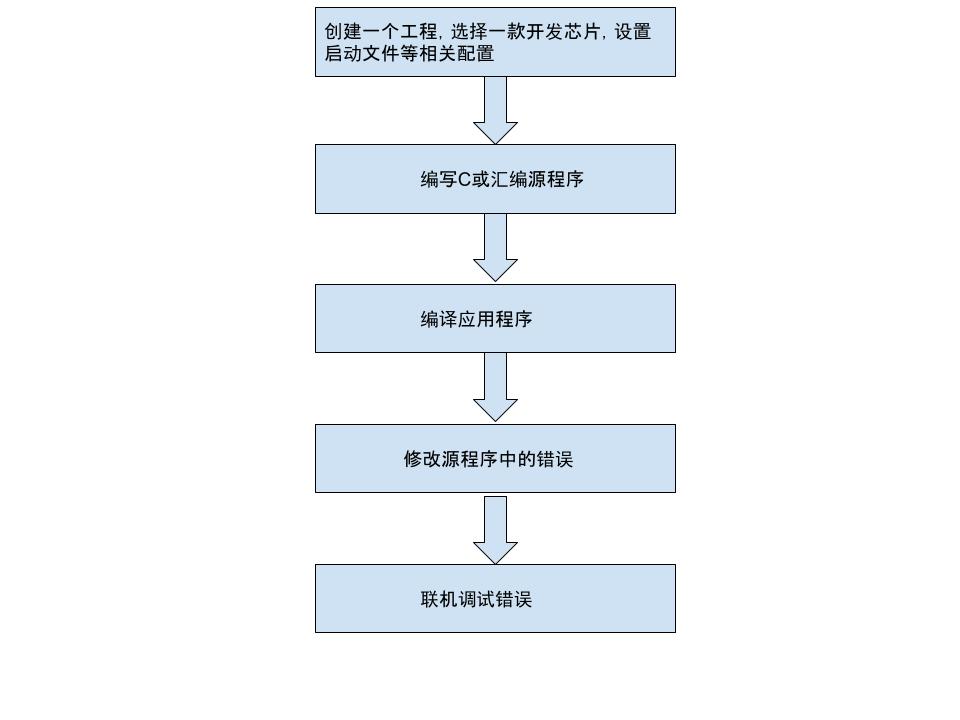 创建一个工程, 选择一款开发芯片, 设置
启动文件等相关配置
编写C或汇编源程序
编译应用程序
修改源程序中的错误
联机调试错误